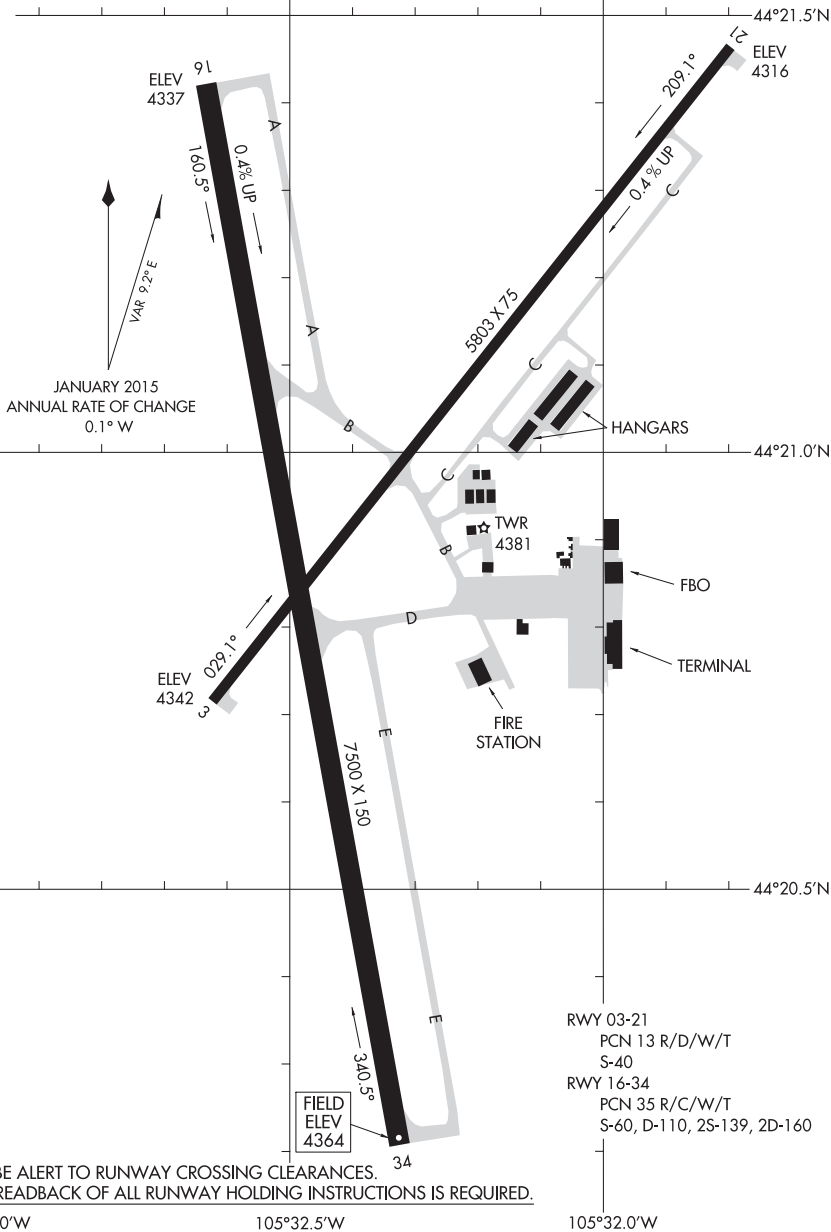 44°21.5'N
16
ELEV
4337
21
ELEV
4316
209.1°
0.4% UP
A
160.5°
0.4% UP
C
VAR 9.2° E
5803 X 75
A
JANUARY 2015
ANNUAL RATE OF CHANGE
0.1° W
C
B
HANGARS
44°21.0'N
C
TWR
4381
B
FBO
D
029.1°
ELEV
4342
3
TERMINAL
FIRE
STATION
E
7500 X 150
44°20.5'N
E
RWY 03-21
PCN 13 R/D/W/T
S-40
RWY 16-34
PCN 35 R/C/W/T
S-60, D-110, 2S-139, 2D-160
340.5°
FIELD
ELEV
4364
34
BE ALERT TO RUNWAY CROSSING CLEARANCES.
READBACK OF ALL RUNWAY HOLDING INSTRUCTIONS IS REQUIRED.
0'W
105°32.5'W
105°32.0'W